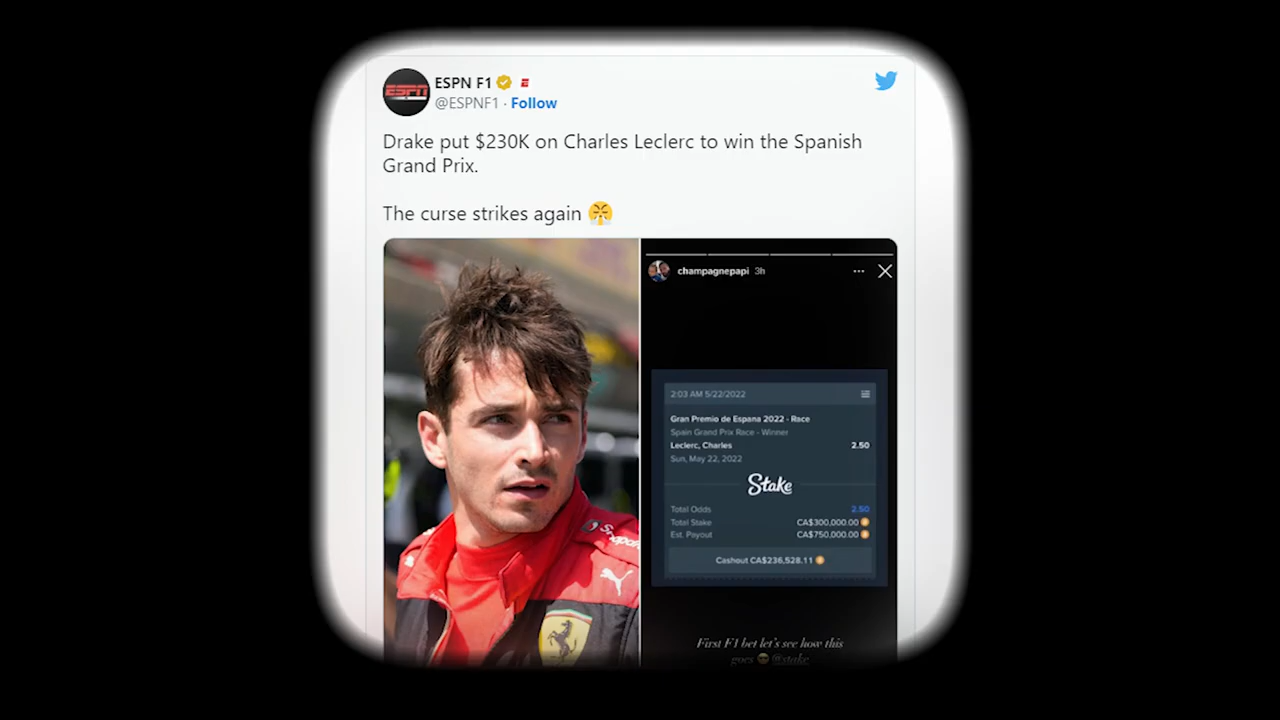 ESPN F1
@ESPNF1 · Follow
Drake put $230K on Charles Leclerc to win the Spanish
Grand Prix.
The curse strikes again 😤
ESPN
champagnepapi 3h
2:03 AM 5/22/2022
Gran Premio de Espana 2022 - Race
Spain Grand Prix Race - Winner
Leclerc, Charles 2.50
Sun, May 22, 2022
Stake
Total Odds 2.50
Total Stake CA$300,000.00
Est. Payout CA$750,000.00
Cashout CA$236,528.11
First F1 bet let's see how this
goes 😎 @stake